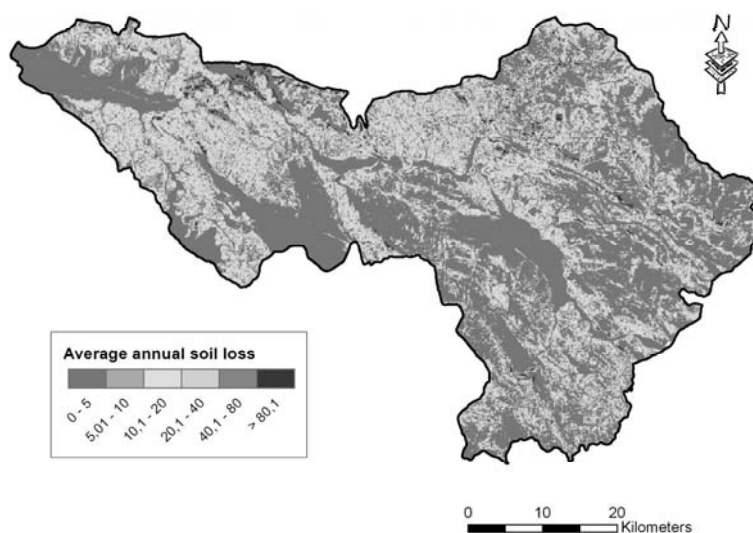 N
Average annual soil loss
0 - 5
5,01 - 10
10,1 - 20
20,1 - 40
40,1 - 80
> 80,1
0 10 20
Kilometers